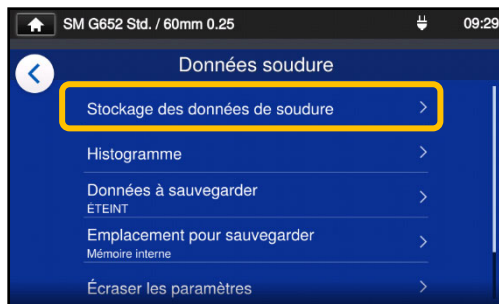 SM G652 Std. / 60mm 0.25 09:29
Données soudure
Stockage des données de soudure
Histogramme
Données à sauvegarder
ÉTEINT
Emplacement pour sauvegarder
Mémoire interne
Écraser les paramètres